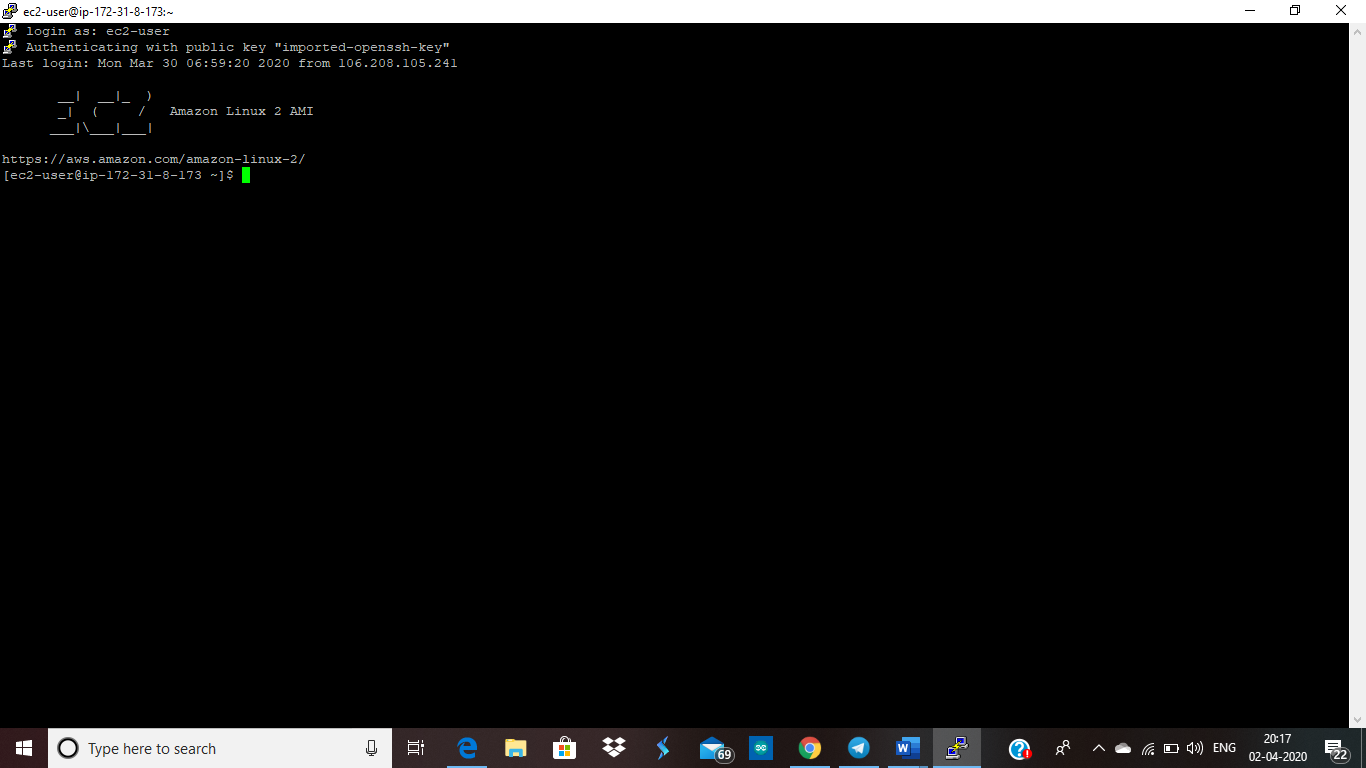 ec2-user@ip-172-31-8-173:~
login as: ec2-user
Authenticating with public key "imported-openssh-key"
Last login: Mon Mar 30 06:59:20 2020 from 106.208.105.241
       __|  __|_  )
       _|  (     /   Amazon Linux 2 AMI
      ___|\___|___|
https://aws.amazon.com/amazon-linux-2/
[ec2-user@ip-172-31-8-173 ~]$
Type here to search
69
W
ENG
20:17
02-04-2020
22